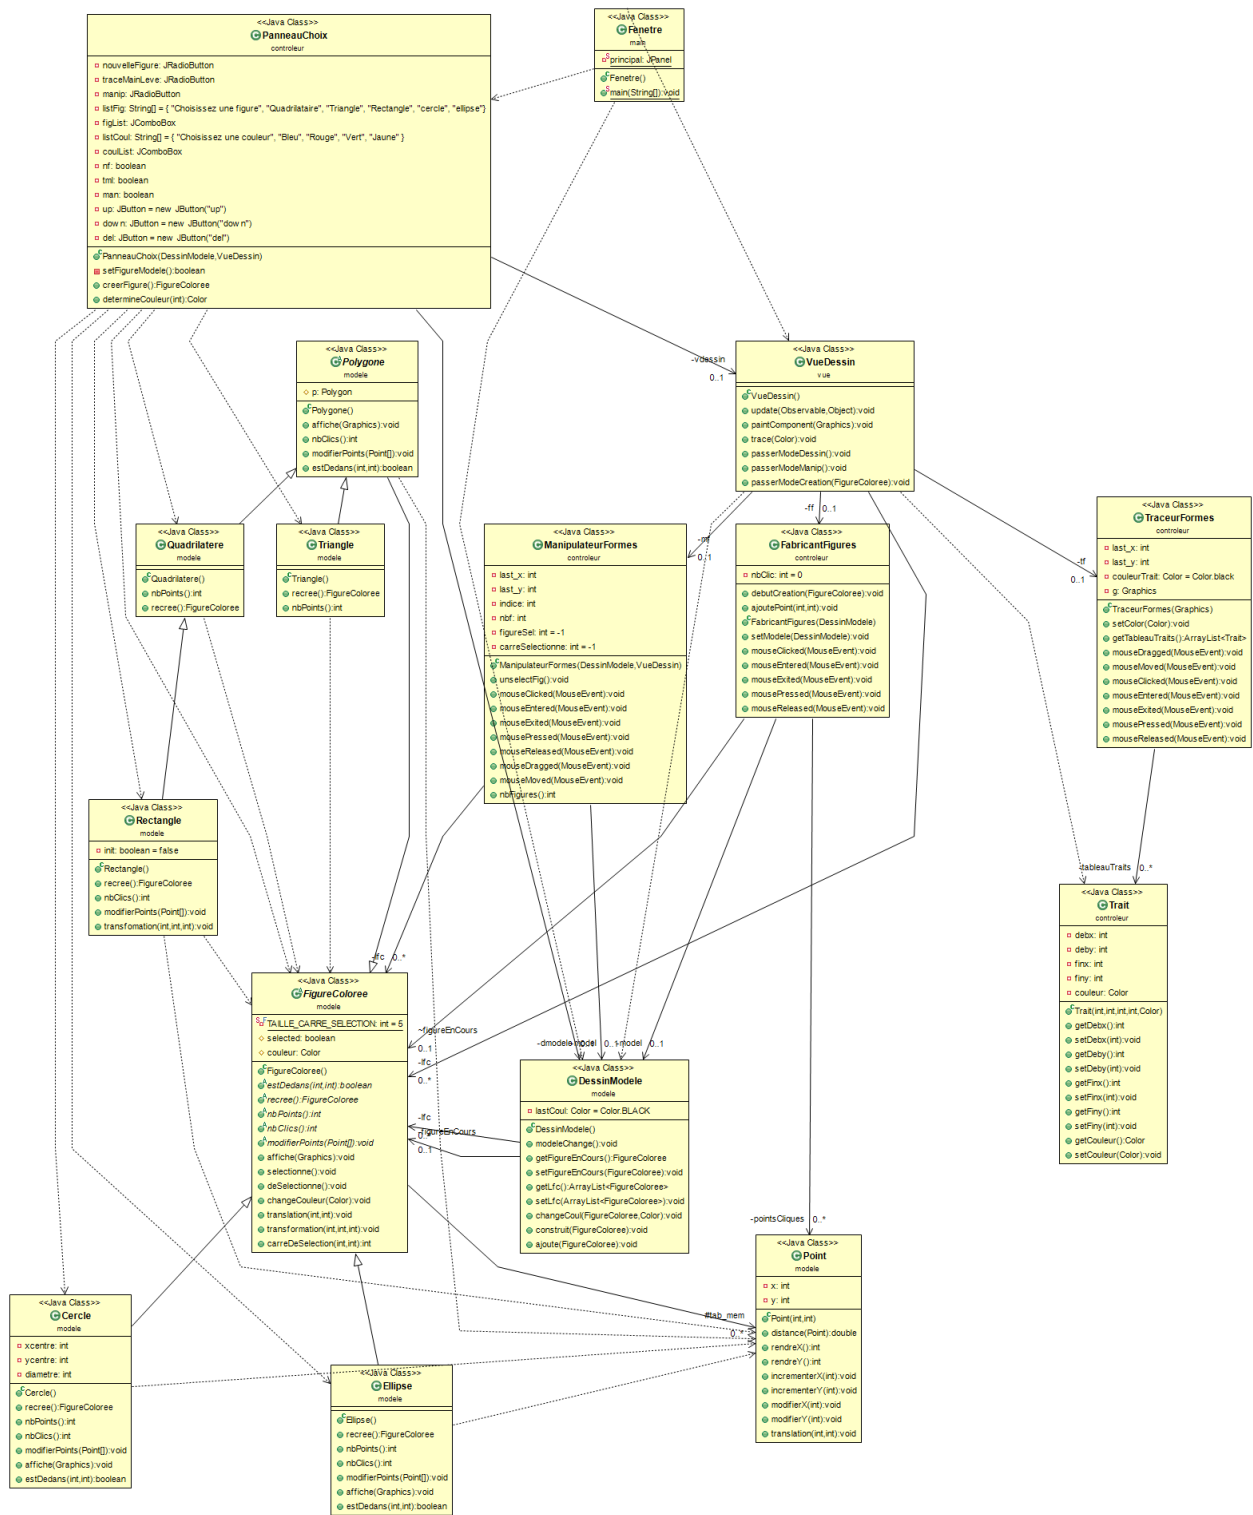 <<Java Class>>
PanneauChoix
controleur
nouvelleFigure: JRadioButton
traceMainLeve: JRadioButton
manip: JRadioButton
listFig: String[] = { "Choisissez une figure", "Quadrilataire", "Triangle", "Rectangle", "cercle", "ellipse"}
figList: JComboBox
listCoul: String[] = { "Choisissez une couleur", "Bleu", "Rouge", "Vert", "Jaune" }
coulList: JComboBox
nf: boolean
tml: boolean
man: boolean
up: JButton = new JButton("up")
down: JButton = new JButton("down")
del: JButton = new JButton("del")
PanneauChoix(DessinModele,VueDessin)
setFigureModele():boolean
creerFigure():FigureColoree
determineCouleur(int):Color
<<Java Class>>
Fenetre
main
principal: JPanel
Fenetre()
main(String[]):void
<<Java Class>>
Polygone
modele
p: Polygon
Polygone()
affiche(Graphics):void
nbClics():int
modifierPoints(Point[]):void
estDedans(int,int):boolean
-vdessin
0..1
<<Java Class>>
VueDessin
vue
VueDessin()
update(Observable,Object):void
paintComponent(Graphics):void
trace(Color):void
passerModeDessin():void
passerModeManip():void
passerModeCreation(FigureColoree):void
<<Java Class>>
Quadrilatere
modele
Quadrilatere()
nbPoints():int
recree():FigureColoree
<<Java Class>>
Triangle
modele
Triangle()
recree():FigureColoree
nbPoints():int
-mf
0..1
-ff
0..1
-tf
0..1
<<Java Class>>
ManipulateurFormes
controleur
last_x: int
last_y: int
indice: int
nbf: int
figureSel: int = -1
carreSelectionne: int = -1
ManipulateurFormes(DessinModele,VueDessin)
unselectFig():void
mouseClicked(MouseEvent):void
mouseEntered(MouseEvent):void
mouseExited(MouseEvent):void
mousePressed(MouseEvent):void
mouseReleased(MouseEvent):void
mouseDragged(MouseEvent):void
mouseMoved(MouseEvent):void
nbFigures():int
<<Java Class>>
FabricantFigures
controleur
nbClic: int = 0
debutCreation(FigureColoree):void
ajoutePoint(int,int):void
FabricantFigures(DessinModele)
setModele(DessinModele):void
mouseClicked(MouseEvent):void
mouseEntered(MouseEvent):void
mouseExited(MouseEvent):void
mousePressed(MouseEvent):void
mouseReleased(MouseEvent):void
<<Java Class>>
TraceurFormes
controleur
last_x: int
last_y: int
couleurTrait: Color = Color.black
g: Graphics
TraceurFormes(Graphics)
setColor(Color):void
getTableauTraits():ArrayList<Trait>
mouseDragged(MouseEvent):void
mouseMoved(MouseEvent):void
mouseClicked(MouseEvent):void
mouseEntered(MouseEvent):void
mouseExited(MouseEvent):void
mousePressed(MouseEvent):void
mouseReleased(MouseEvent):void
<<Java Class>>
Rectangle
modele
init: boolean = false
Rectangle()
recree():FigureColoree
nbClics():int
modifierPoints(Point[]):void
transfomation(int,int,int):void
-tableauTraits
0..*
<<Java Class>>
Trait
controleur
debx: int
deby: int
finx: int
finy: int
couleur: Color
Trait(int,int,int,int,Color)
getDebx():int
setDebx(int):void
getDeby():int
setDeby(int):void
getFinx():int
setFinx(int):void
getFiny():int
setFiny(int):void
getCouleur():Color
setCouleur(Color):void
-lfc
0..*
<<Java Class>>
FigureColoree
modele
TAILLE_CARRE_SELECTION: int = 5
selected: boolean
couleur: Color
FigureColoree()
estDedans(int,int):boolean
recree():FigureColoree
nbPoints():int
nbClics():int
modifierPoints(Point[]):void
affiche(Graphics):void
selectionne():void
deSelectionne():void
changeCouleur(Color):void
translation(int,int):void
transformation(int,int,int):void
carreDeSelection(int,int):int
~figureEnCours
0..1
-lfc
0..*
-lfc
0..*
-figureEnCours
0..1
-dmodele
-model
0..1
-model
0..1
<<Java Class>>
DessinModele
modele
lastCoul: Color = Color.BLACK
DessinModele()
modeleChange():void
getFigureEnCours():FigureColoree
setFigureEnCours(FigureColoree):void
getLfc():ArrayList<FigureColoree>
setLfc(ArrayList<FigureColoree>):void
changeCoul(FigureColoree,Color):void
construit(FigureColoree):void
ajoute(FigureColoree):void
-pointsCliques
0..*
#tab_mem
0..*
<<Java Class>>
Point
modele
x: int
y: int
Point(int,int)
distance(Point):double
rendreX():int
rendreY():int
incrementerX(int):void
incrementerY(int):void
modifierX(int):void
modifierY(int):void
translation(int,int):void
<<Java Class>>
Cercle
modele
xcentre: int
ycentre: int
diametre: int
Cercle()
recree():FigureColoree
nbPoints():int
nbClics():int
modifierPoints(Point[]):void
affiche(Graphics):void
estDedans(int,int):boolean
<<Java Class>>
Ellipse
modele
Ellipse()
recree():FigureColoree
nbPoints():int
nbClics():int
modifierPoints(Point[]):void
affiche(Graphics):void
estDedans(int,int):boolean